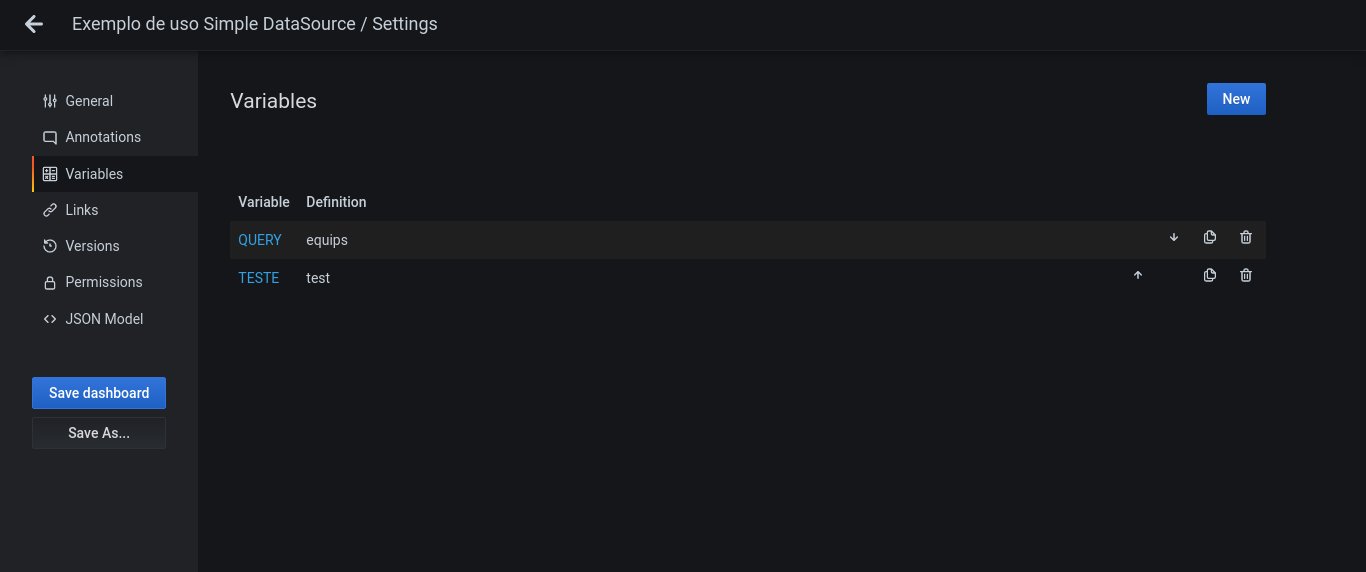 Exemplo de uso Simple DataSource / Settings
General
Annotations
Variables
Links
Versions
Permissions
JSON Model
Save dashboard
Save As...
Variables
New
Variable Definition
QUERY equips
TESTE test